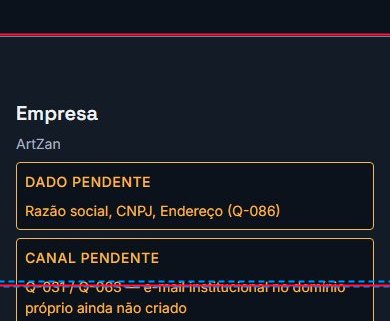 Empresa
ArtZan
DADO PENDENTE
Razão social, CNPJ, Endereço (Q-086)
CANAL PENDENTE
Q-031 / Q-063 — e-mail institucional no domínio
próprio ainda não criado